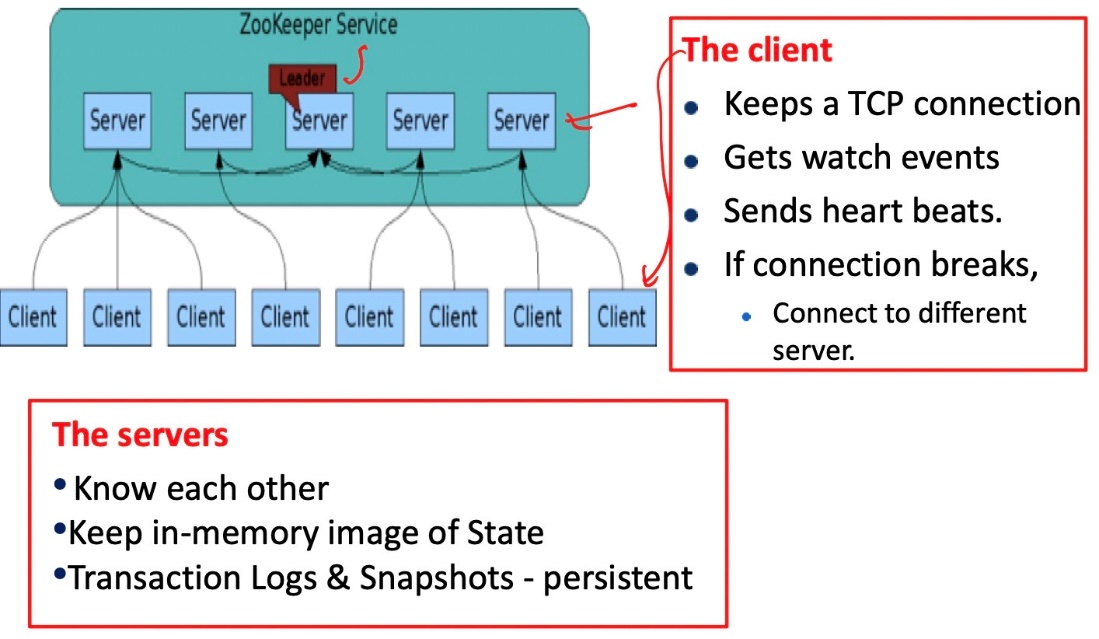 ZooKeeper Service
Leader
Server Server Server Server Server
Client Client Client Client Client Client Client Client
The client
• Keeps a TCP connection
• Gets watch events
• Sends heart beats.
• If connection breaks,
• Connect to different
server.
The servers
• Know each other
•Keep in-memory image of State
•Transaction Logs & Snapshots - persistent